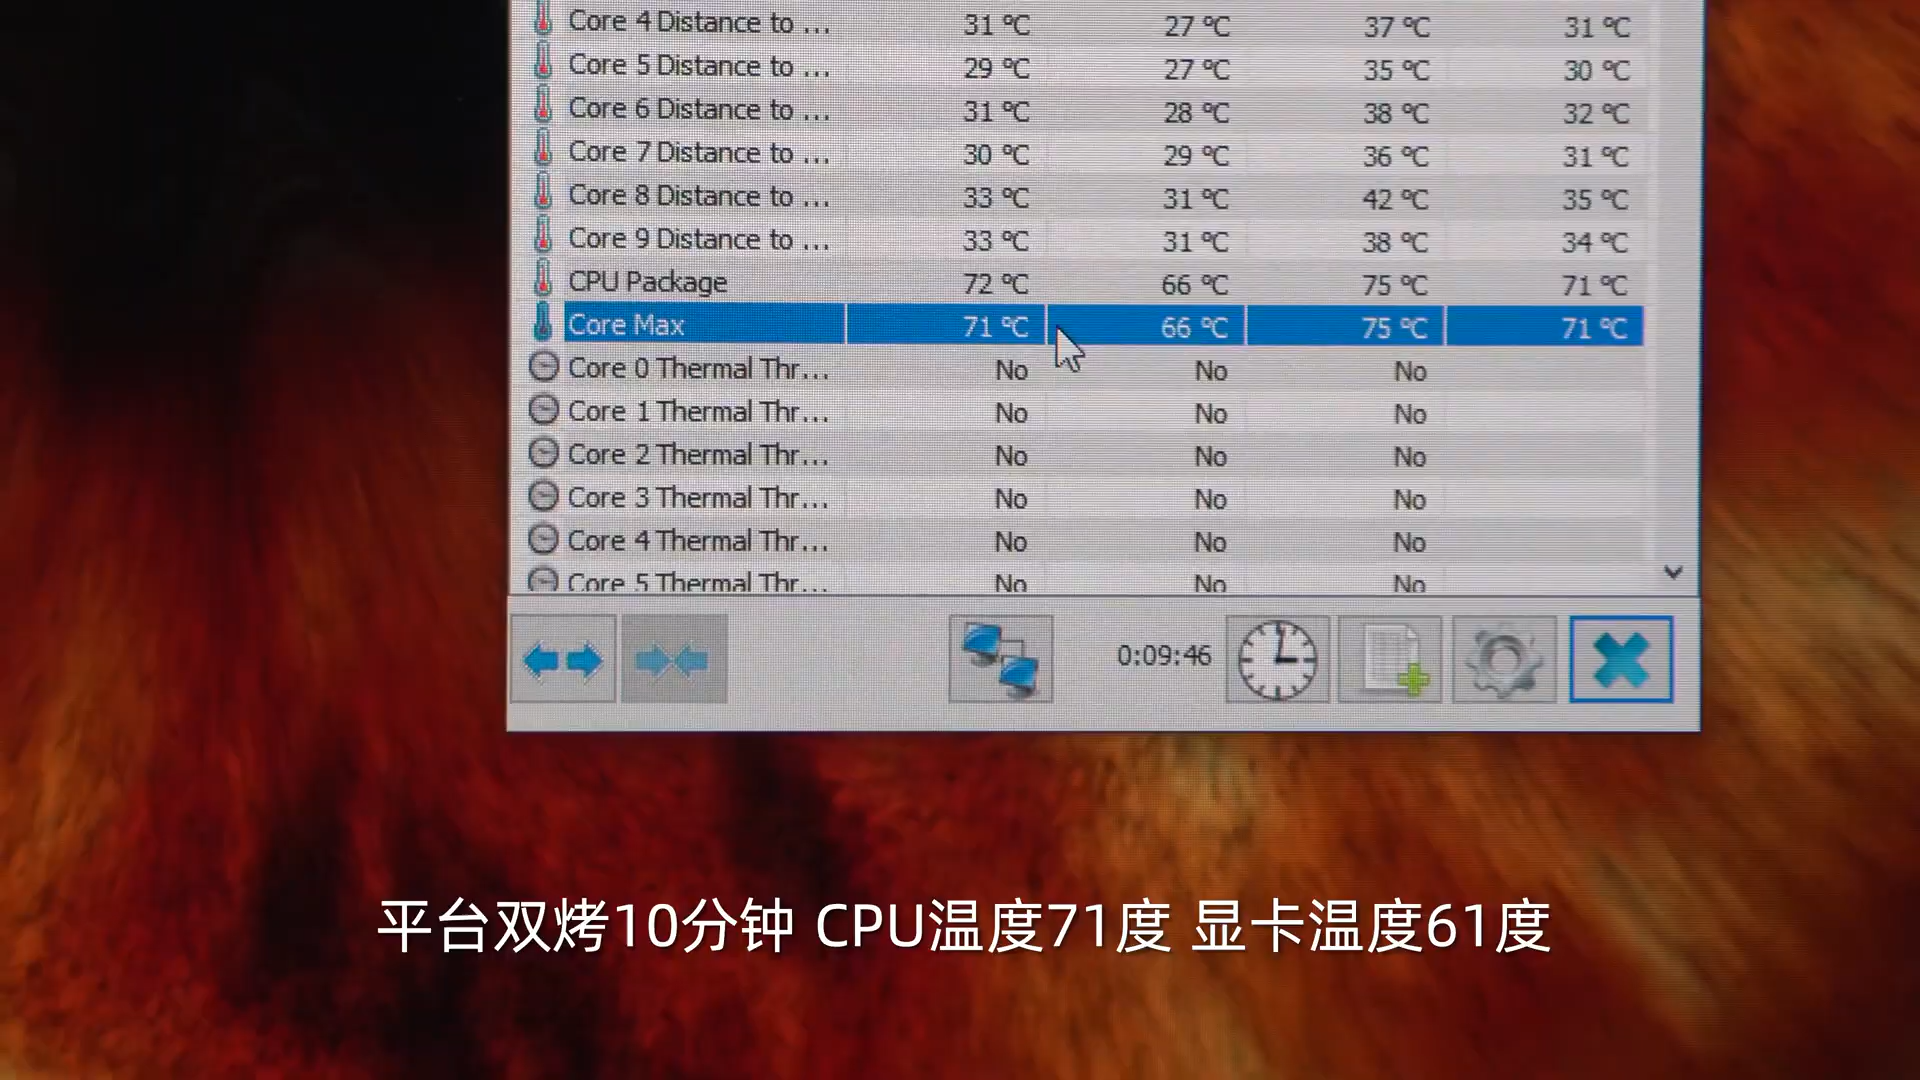 Core 4 Distance to ... 31 °C 27 °C 37 °C 31 °C
Core 5 Distance to ... 29 °C 27 °C 35 °C 30 °C
Core 6 Distance to ... 31 °C 28 °C 38 °C 32 °C
Core 7 Distance to ... 30 °C 29 °C 36 °C 31 °C
Core 8 Distance to ... 33 °C 31 °C 42 °C 35 °C
Core 9 Distance to ... 33 °C 31 °C 38 °C 34 °C
CPU Package 72 °C 66 °C 75 °C 71 °C
Core Max 71 °C 66 °C 75 °C 71 °C
Core 0 Thermal Thr... No No No
Core 1 Thermal Thr... No No No
Core 2 Thermal Thr... No No No
Core 3 Thermal Thr... No No No
Core 4 Thermal Thr... No No No
Core 5 Thermal Thr... No No No
0:09:46
平台双烤10分钟 CPU温度71度 显卡温度61度